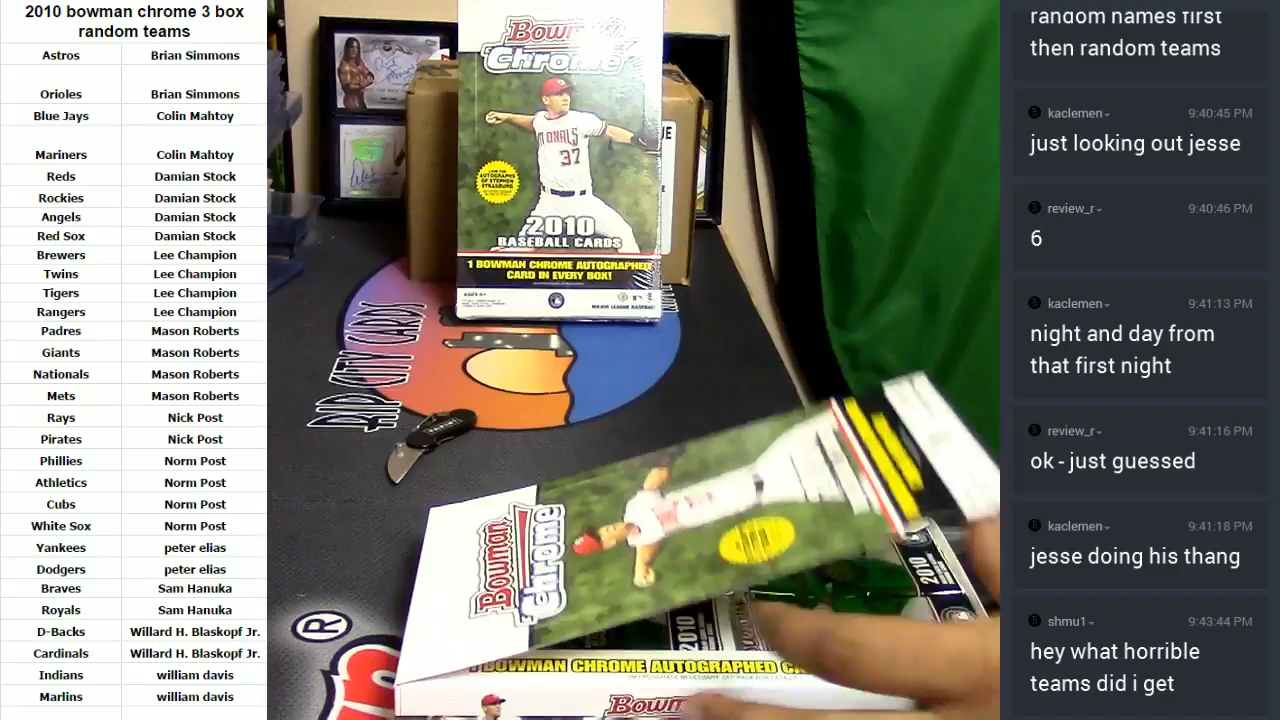 2010 bowman chrome 3 box
random teams
Astros Brian Simmons
Orioles Brian Simmons
Blue Jays Colin Mahtoy
Mariners Colin Mahtoy
Reds Damian Stock
Rockies Damian Stock
Angels Damian Stock
Red Sox Damian Stock
Brewers Lee Champion
Twins Lee Champion
Tigers Lee Champion
Rangers Lee Champion
Padres Mason Roberts
Giants Mason Roberts
Nationals Mason Roberts
Mets Mason Roberts
Rays Nick Post
Pirates Nick Post
Phillies Norm Post
Athletics Norm Post
Cubs Norm Post
White Sox Norm Post
Yankees peter elias
Dodgers peter elias
Braves Sam Hanuka
Royals Sam Hanuka
D-Backs Willard H. Blaskopf Jr.
Cardinals Willard H. Blaskopf Jr.
Indians william davis
Marlins william davis
Chrome
37
2010
BASEBALL CARDS
1 BOWMAN CHROME AUTOGRAPHED
CARD IN EVERY BOX!
MAJOR LEAGUE BASEBALL
RIP CITY CARDS
Bowman
Chrome
2010
2010
BOWMAN CHROME AUTOGRAPHED
®
random names first
then random teams
kaclemen 9:40:45 PM
just looking out jesse
review_r 9:40:46 PM
6
kaclemen 9:41:13 PM
night and day from
that first night
review_r 9:41:16 PM
ok - just guessed
kaclemen 9:41:18 PM
jesse doing his thang
shmu1 9:43:44 PM
hey what horrible
teams did i get